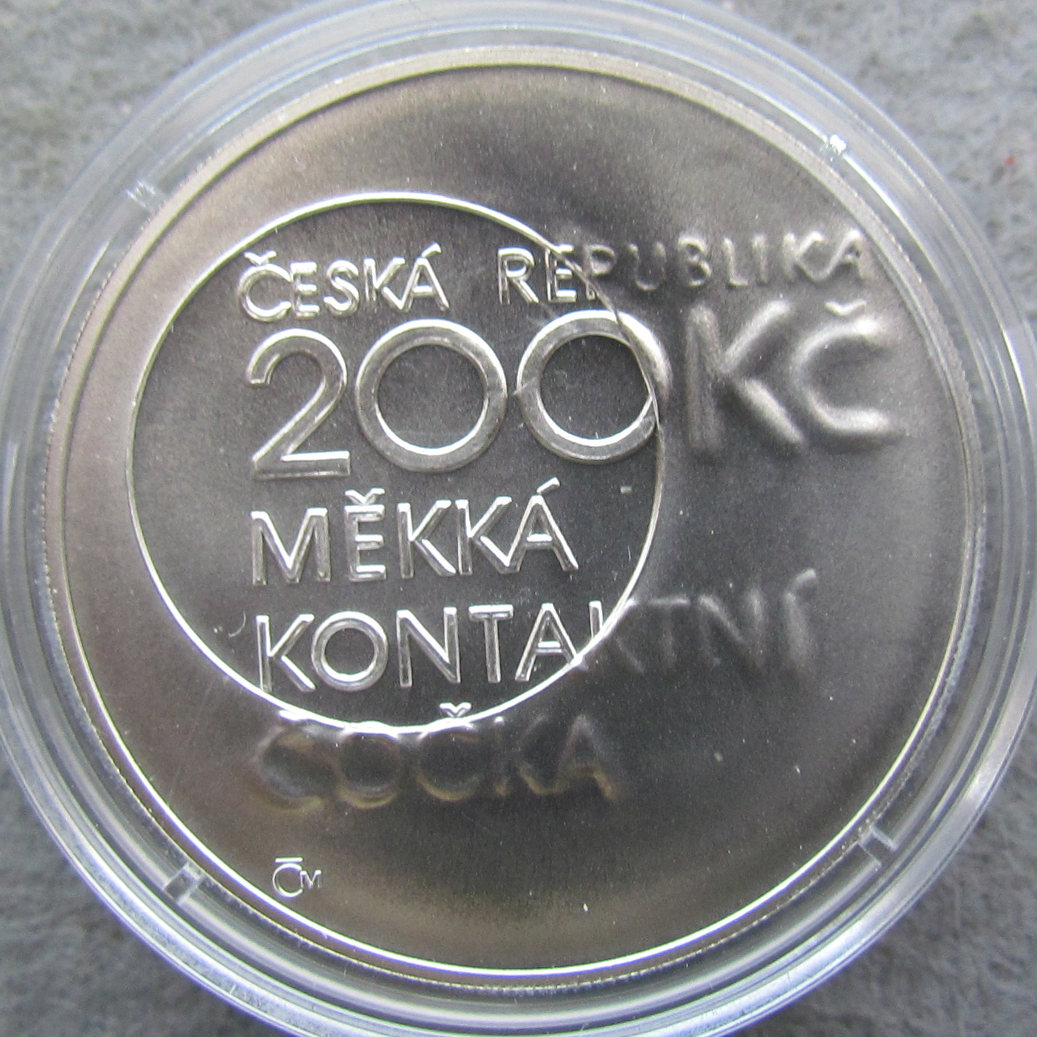 ČESKÁ REPUBLIKA
200 KČ
MĚKKÁ
KONTAKTNÍ
ČOČKA
ČM